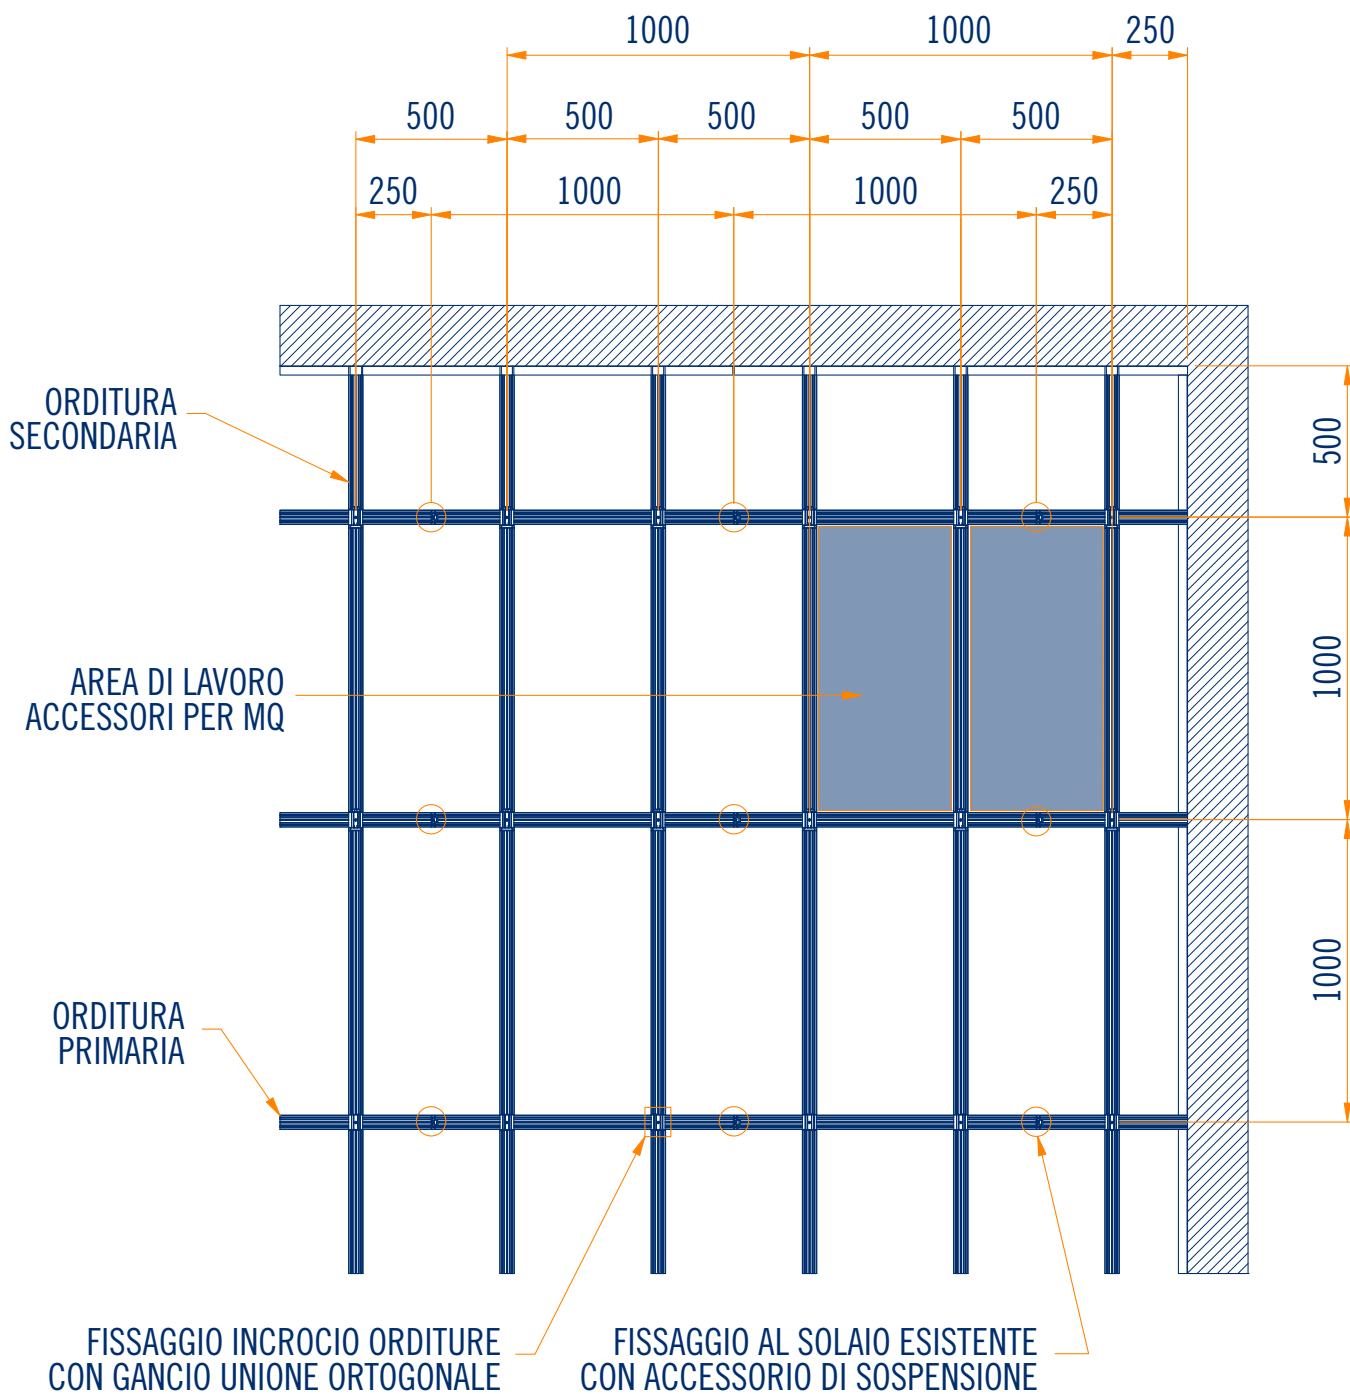 1000 1000 250
500 500 500 500 500
250 1000 1000 250
ORDITURA
SECONDARIA
500
AREA DI LAVORO
ACCESSORI PER MQ
1000
1000
ORDITURA
PRIMARIA
FISSAGGIO INCROCIO ORDITURE
CON GANCIO UNIONE ORTOGONALE
FISSAGGIO AL SOLAIO ESISTENTE
CON ACCESSORIO DI SOSPENSIONE